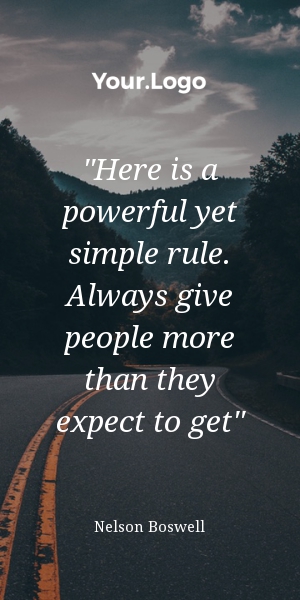 Your.Logo
"Here is a
powerful yet
simple rule.
Always give
people more
than they
expect to get"
Nelson Boswell